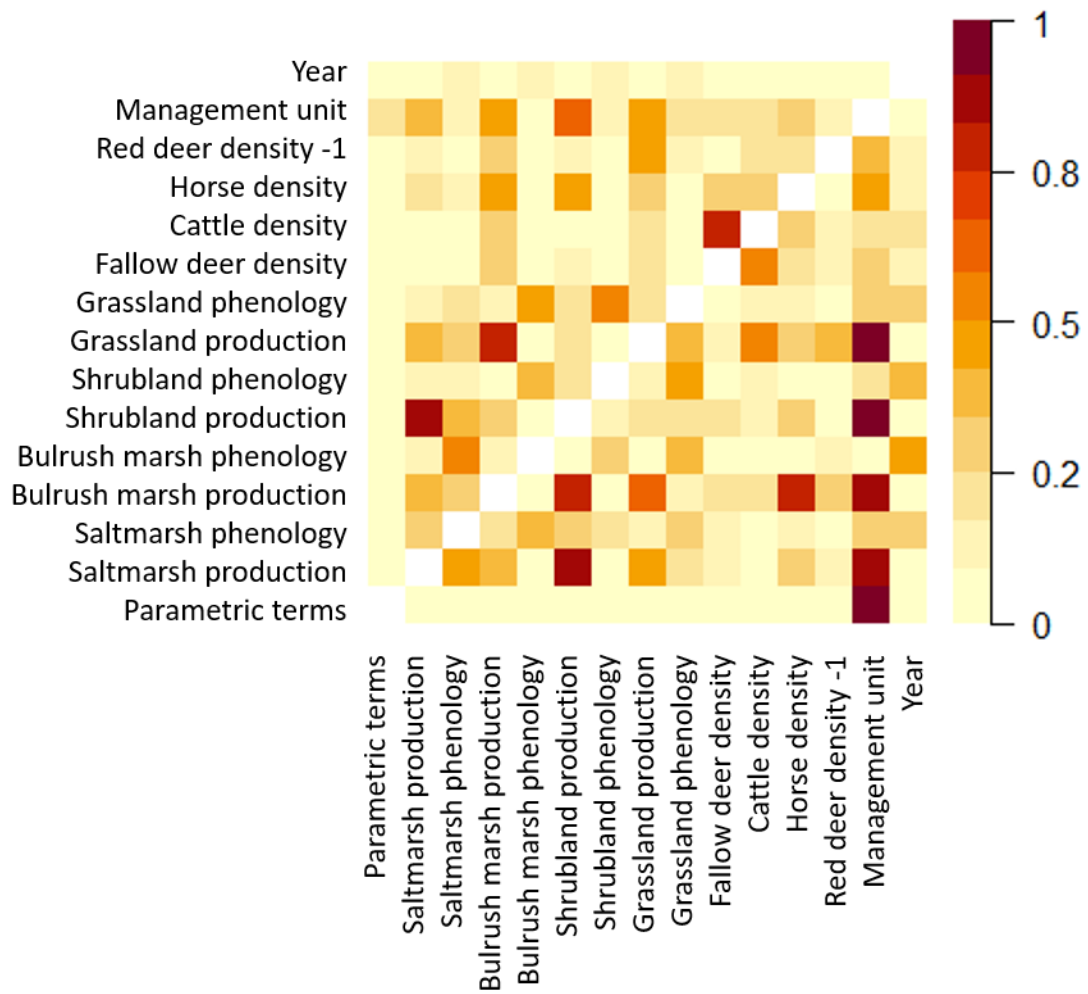 1
0.8
0.5
0.2
0
Year
Management unit
Red deer density -1
Horse density
Cattle density
Fallow deer density
Grassland phenology
Grassland production
Shrubland phenology
Shrubland production
Bulrush marsh phenology
Bulrush marsh production
Saltmarsh phenology
Saltmarsh production
Parametric terms
Parametric terms
Saltmarsh production
Saltmarsh phenology
Bulrush marsh production
Bulrush marsh phenology
Shrubland production
Shrubland phenology
Grassland production
Grassland phenology
Fallow deer density
Cattle density
Horse density
Red deer density -1
Management unit
Year